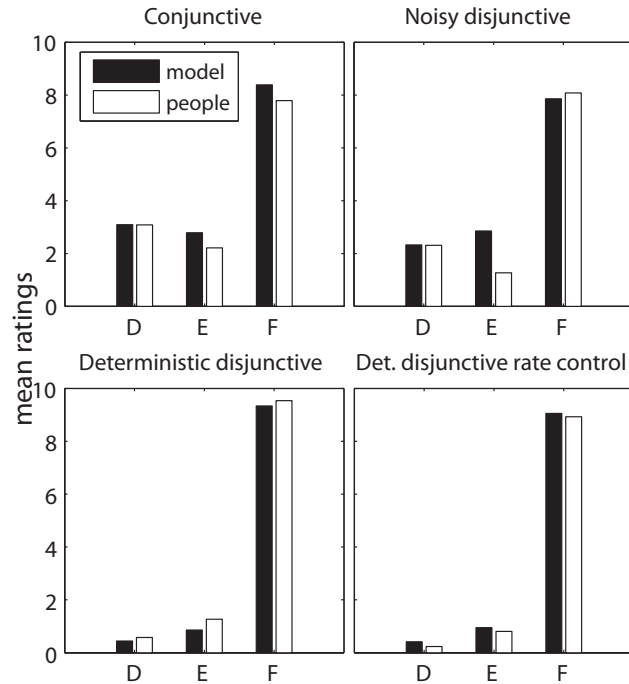 Conjunctive
Noisy disjunctive
10
8
6
4
2
0
model
people
D E F
D E F
mean ratings
Deterministic disjunctive
Det. disjunctive rate control
10
8
6
4
2
0
D E F
D E F